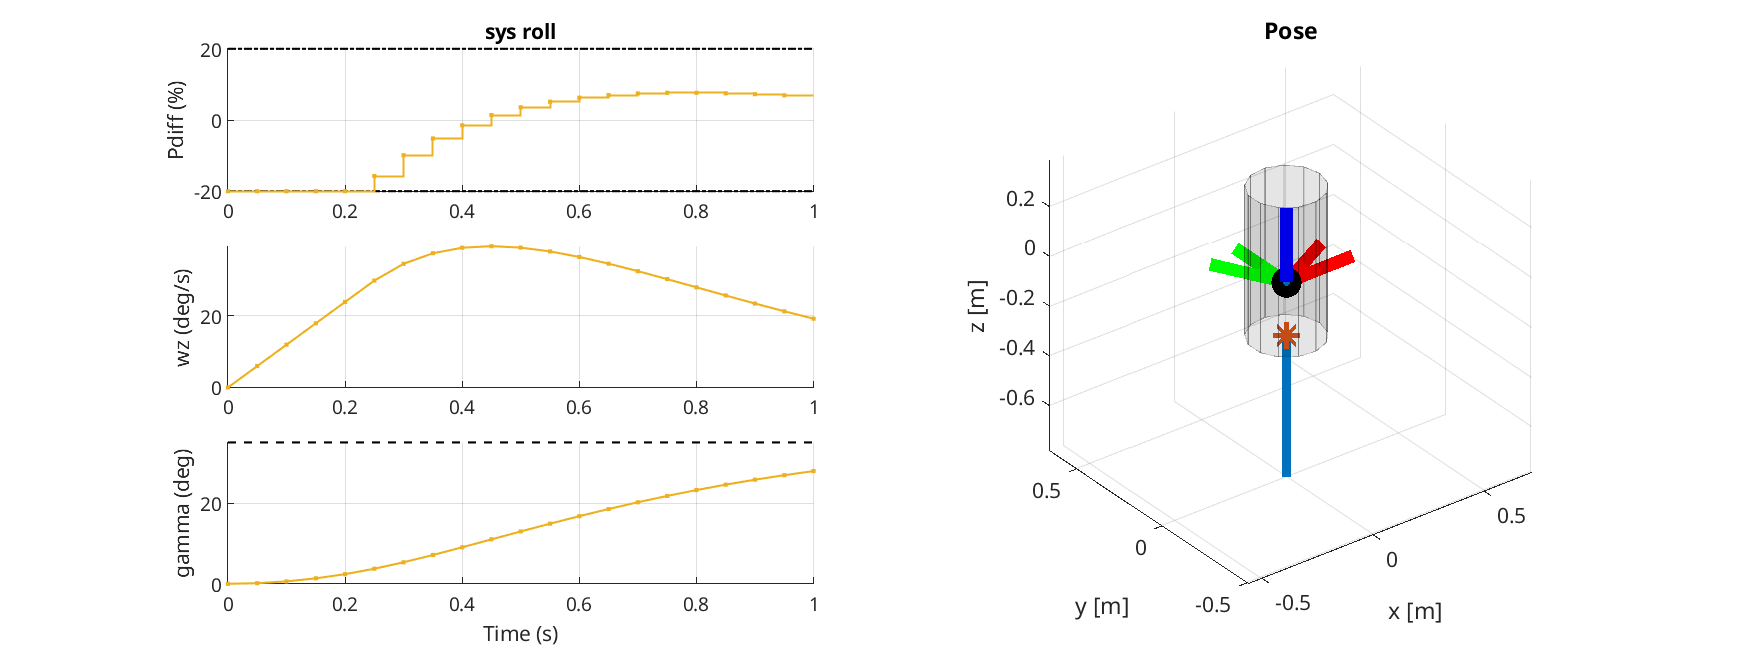 sys roll
Pdiff (%)
20
0
-20
0 0.2 0.4 0.6 0.8 1
wz (deg/s)
20
0
0 0.2 0.4 0.6 0.8 1
gamma (deg)
20
0
0 0.2 0.4 0.6 0.8 1
Time (s)
Pose
z [m]
0.2
0
-0.2
-0.4
-0.6
0.5
0
-0.5
y [m]
-0.5
0
0.5
x [m]